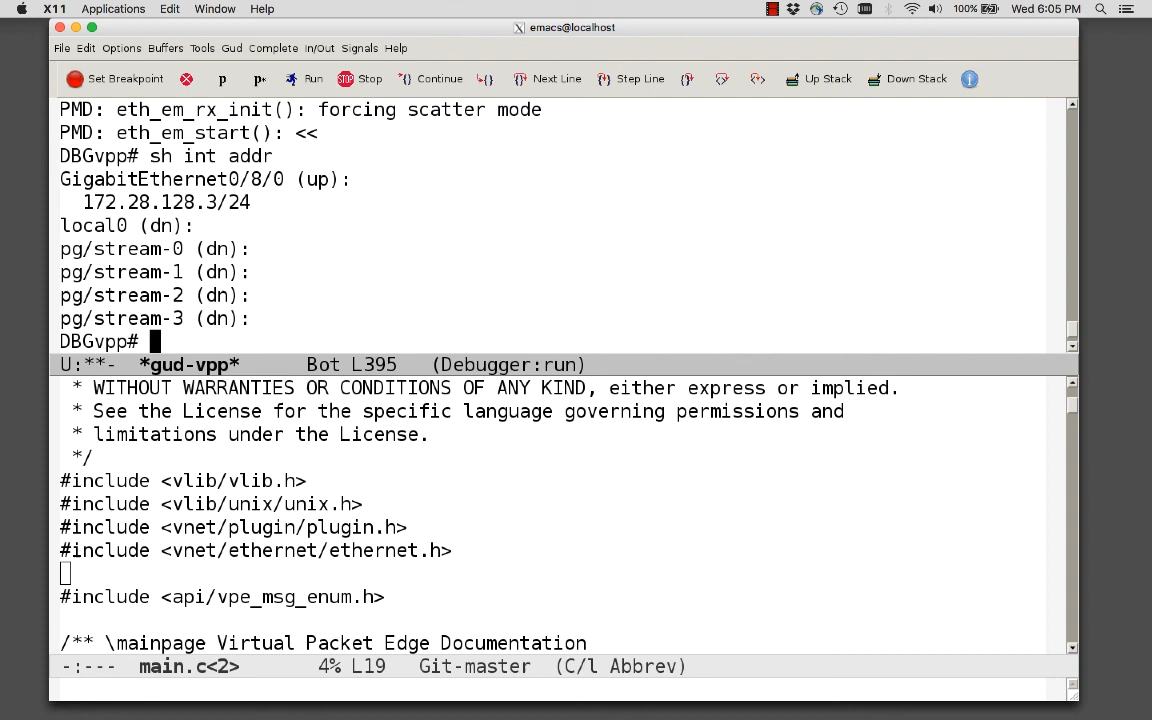 X11 Applications Edit Window Help 100% Wed 6:05 PM
emacs@localhost
File Edit Options Buffers Tools Gud Complete In/Out Signals Help
Set Breakpoint p p* Run STOP Stop Continue Next Line Step Line Up Stack Down Stack
PMD: eth_em_rx_init(): forcing scatter mode
PMD: eth_em_start(): <<
DBGvpp# sh int addr
GigabitEthernet0/8/0 (up):
172.28.128.3/24
local0 (dn):
pg/stream-0 (dn):
pg/stream-1 (dn):
pg/stream-2 (dn):
pg/stream-3 (dn):
DBGvpp#
U:**- *gud-vpp* Bot L395 (Debugger:run)
* WITHOUT WARRANTIES OR CONDITIONS OF ANY KIND, either express or implied.
* See the License for the specific language governing permissions and
* limitations under the License.
*/
#include <vlib/vlib.h>
#include <vlib/unix/unix.h>
#include <vnet/plugin/plugin.h>
#include <vnet/ethernet/ethernet.h>
#include <api/vpe_msg_enum.h>
/** \mainpage Virtual Packet Edge Documentation
-:--- main.c<2> 4% L19 Git-master (C/l Abbrev)